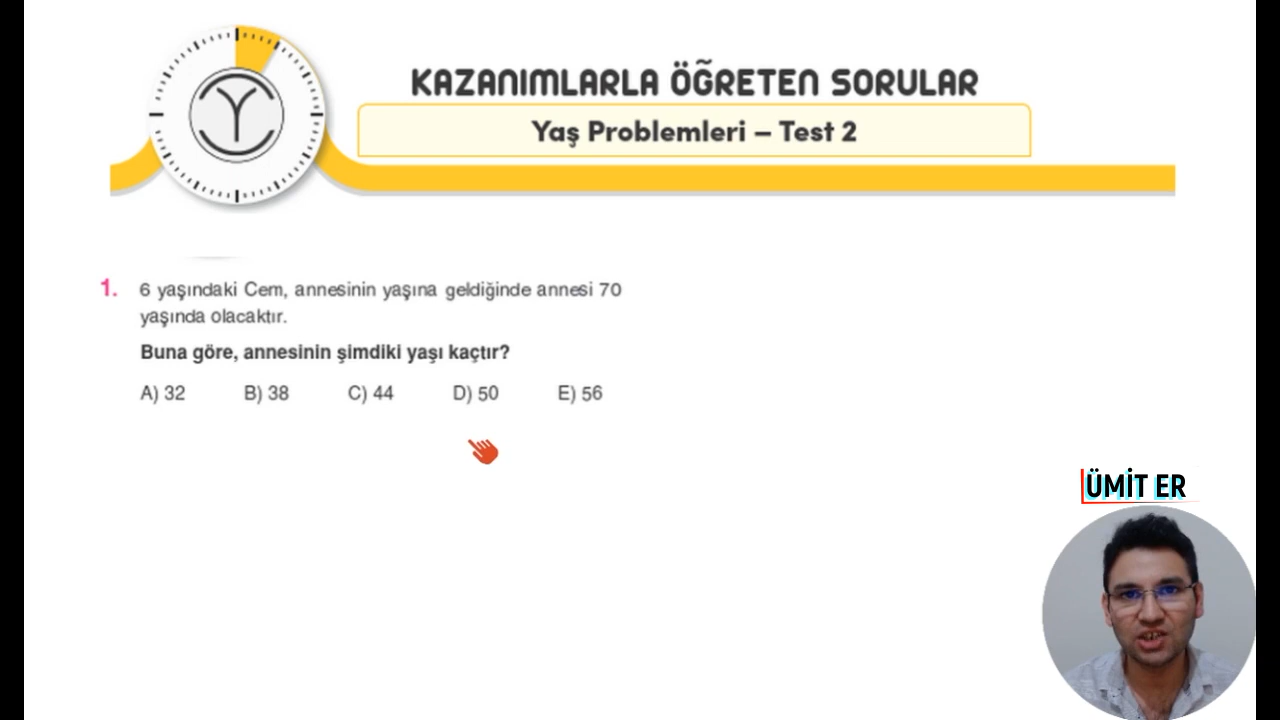 KAZANIMLARLA ÖĞRETEN SORULAR
Yaş Problemleri – Test 2
1. 6 yaşındaki Cem, annesinin yaşına geldiğinde annesi 70
yaşında olacaktır.
Buna göre, annesinin şimdiki yaşı kaçtır?
A) 32 B) 38 C) 44 D) 50 E) 56
ÜMİT ER